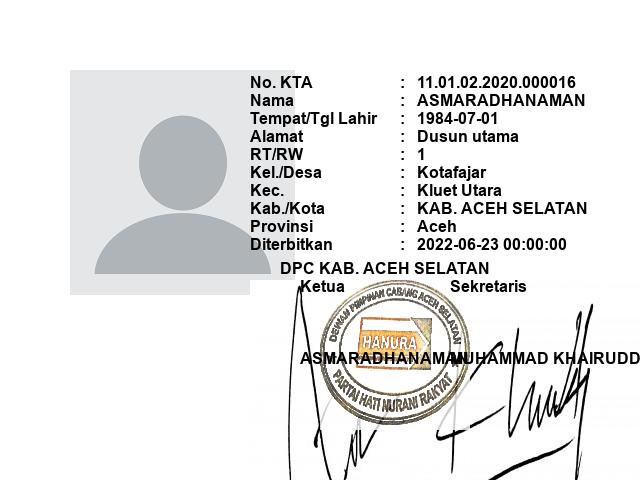 No. KTA : 11.01.02.2020.000016
Nama : ASMARADHANAMAN
Tempat/Tgl Lahir : 1984-07-01
Alamat : Dusun utama
RT/RW : 1
Kel./Desa : Kotafajar
Kec. : Kluet Utara
Kab./Kota : KAB. ACEH SELATAN
Provinsi : Aceh
Diterbitkan : 2022-06-23 00:00:00
DPC KAB. ACEH SELATAN
Ketua Sekretaris
DEWAN PIMPINAN CABANG ACEH SELATAN
HANURA
ASMARADHANAMAN MUHAMMAD KHAIRUDD
PARTAI HATI NURANI RAKYAT